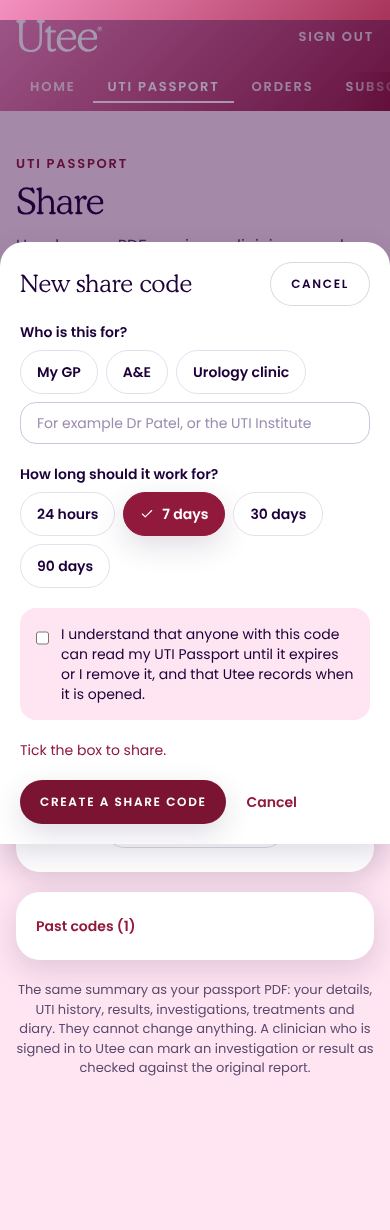 Utee®
SIGN OUT
HOME UTI PASSPORT ORDERS
UTI PASSPORT
Share
New share code
CANCEL
Who is this for?
My GP A&E Urology clinic
For example Dr Patel, or the UTI Institute
How long should it work for?
24 hours 7 days 30 days
90 days
I understand that anyone with this code
can read my UTI Passport until it expires
or I remove it, and that Utee records when
it is opened.
Tick the box to share.
CREATE A SHARE CODE Cancel
Past codes (1)
The same summary as your passport PDF: your details,
UTI history, results, investigations, treatments and
diary. They cannot change anything. A clinician who is
signed in to Utee can mark an investigation or result as
checked against the original report.